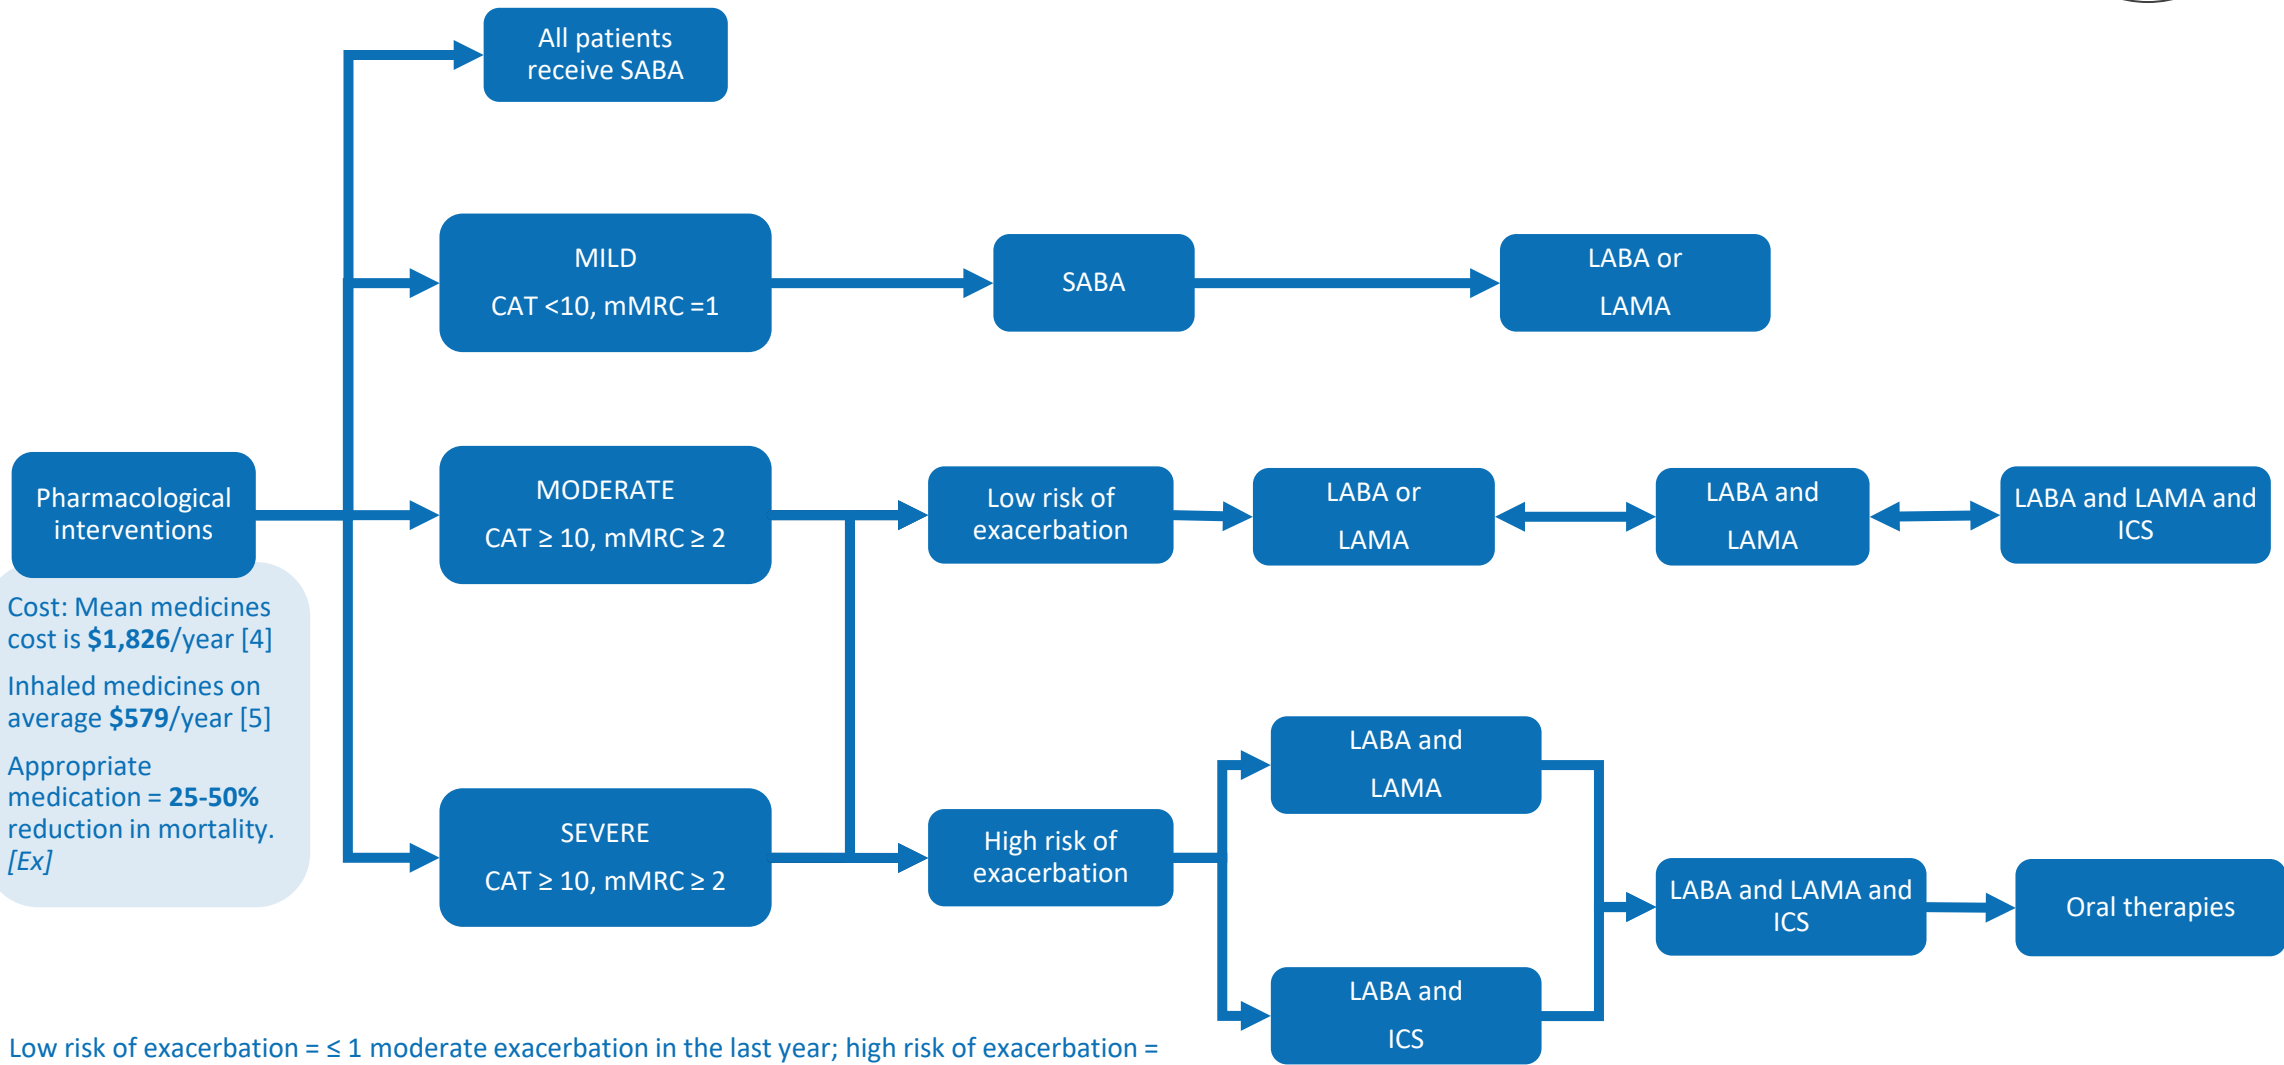 All patients
receive SABA
MILD
CAT <10, mMRC =1
SABA
LABA or
LAMA
Pharmacological
interventions
MODERATE
CAT ≥ 10, mMRC ≥ 2
Low risk of
exacerbation
LABA or
LAMA
LABA and
LAMA
LABA and LAMA and
ICS
Cost: Mean medicines
cost is $1,826/year [4]
Inhaled medicines on
average $579/year [5]
Appropriate
medication = 25-50%
reduction in mortality.
[Ex]
SEVERE
CAT ≥ 10, mMRC ≥ 2
High risk of
exacerbation
LABA and
LAMA
LABA and
ICS
LABA and LAMA and
ICS
Oral therapies
Low risk of exacerbation = ≤ 1 moderate exacerbation in the last year; high risk of exacerbation =